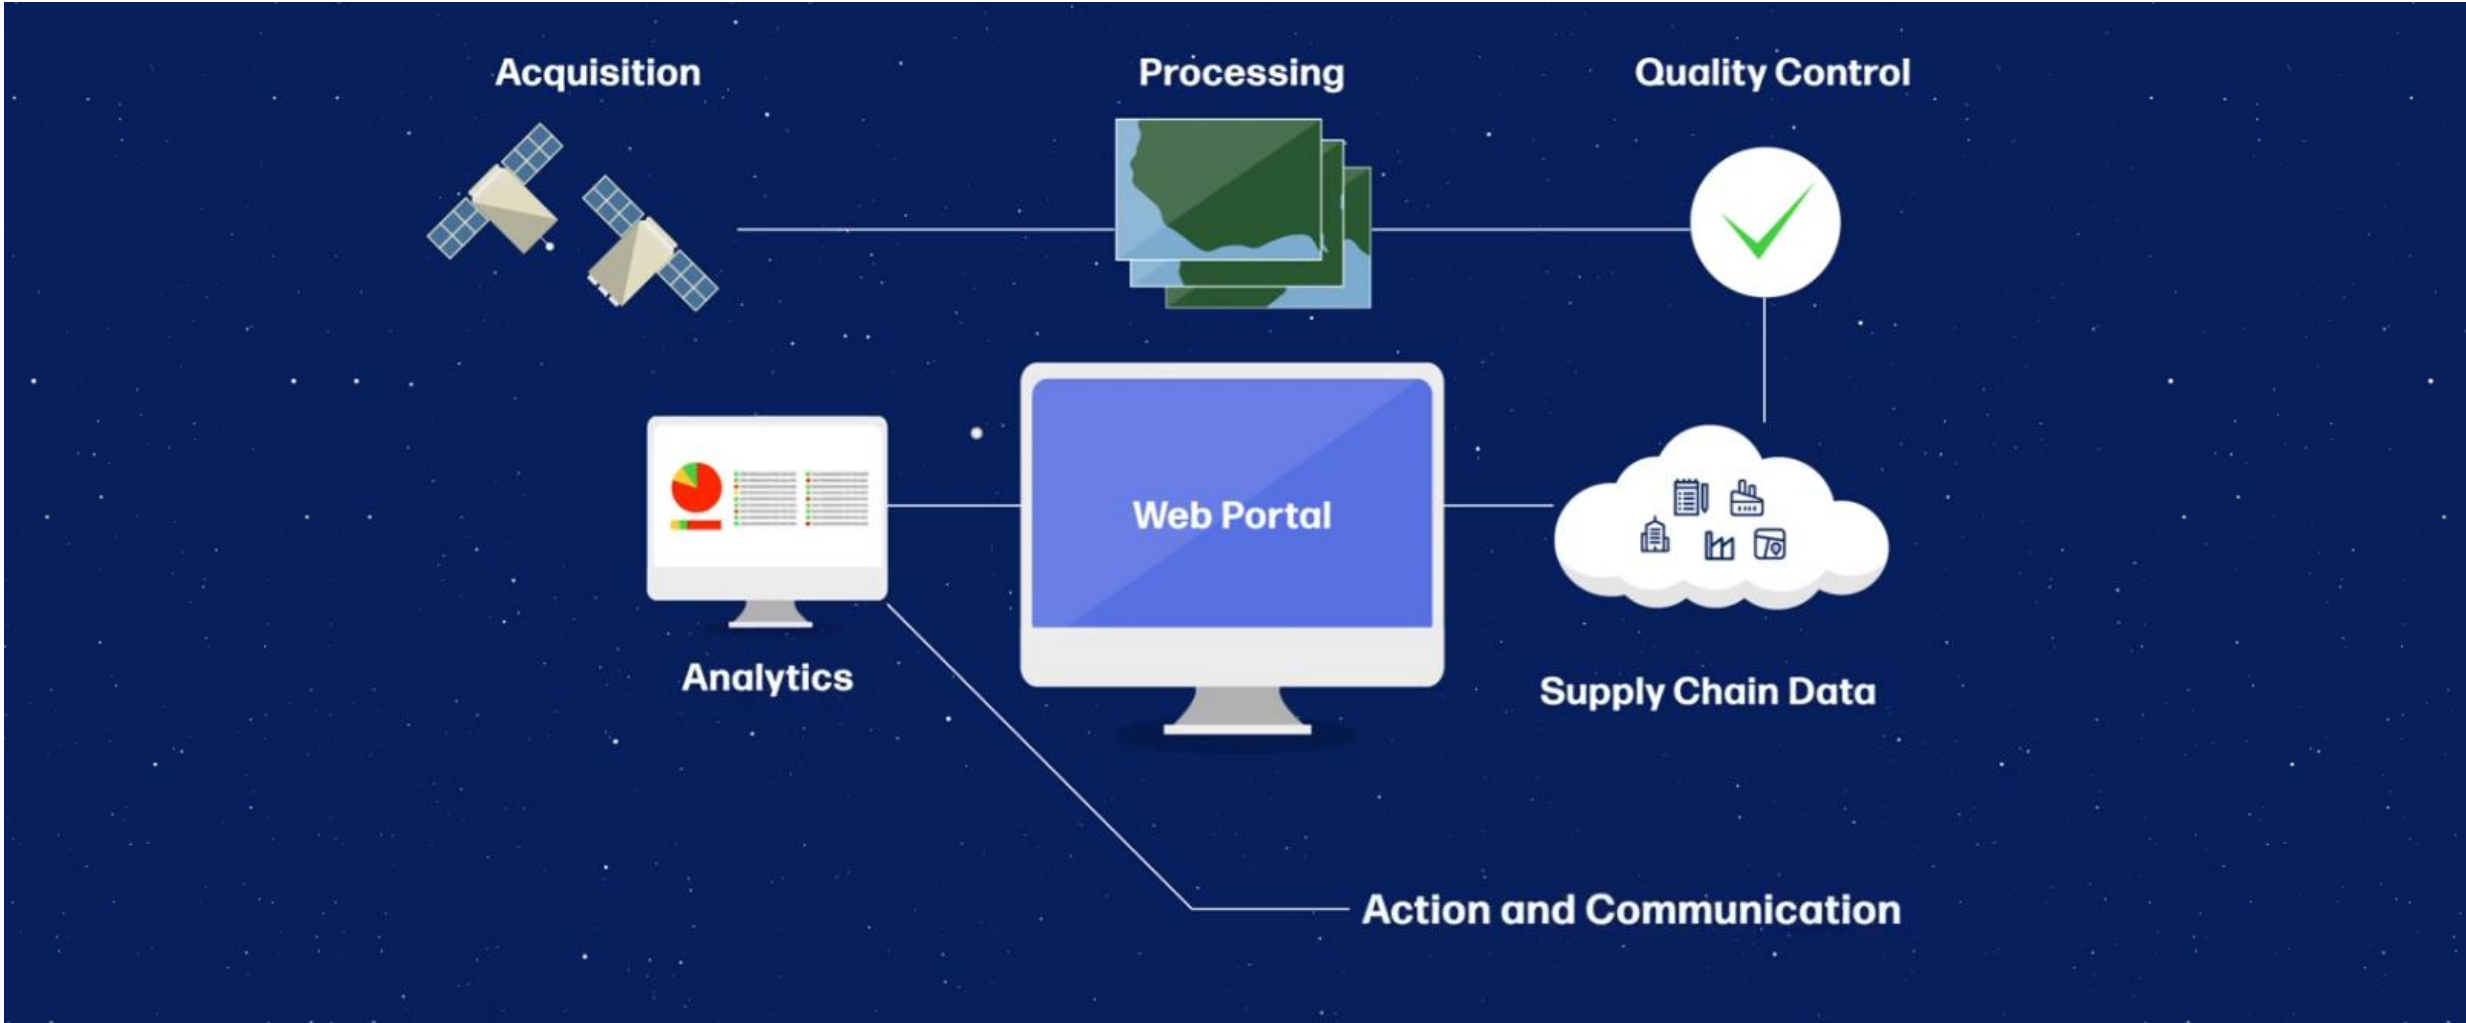 Acquisition
Processing
Quality Control
Web Portal
Analytics
Supply Chain Data
Action and Communication